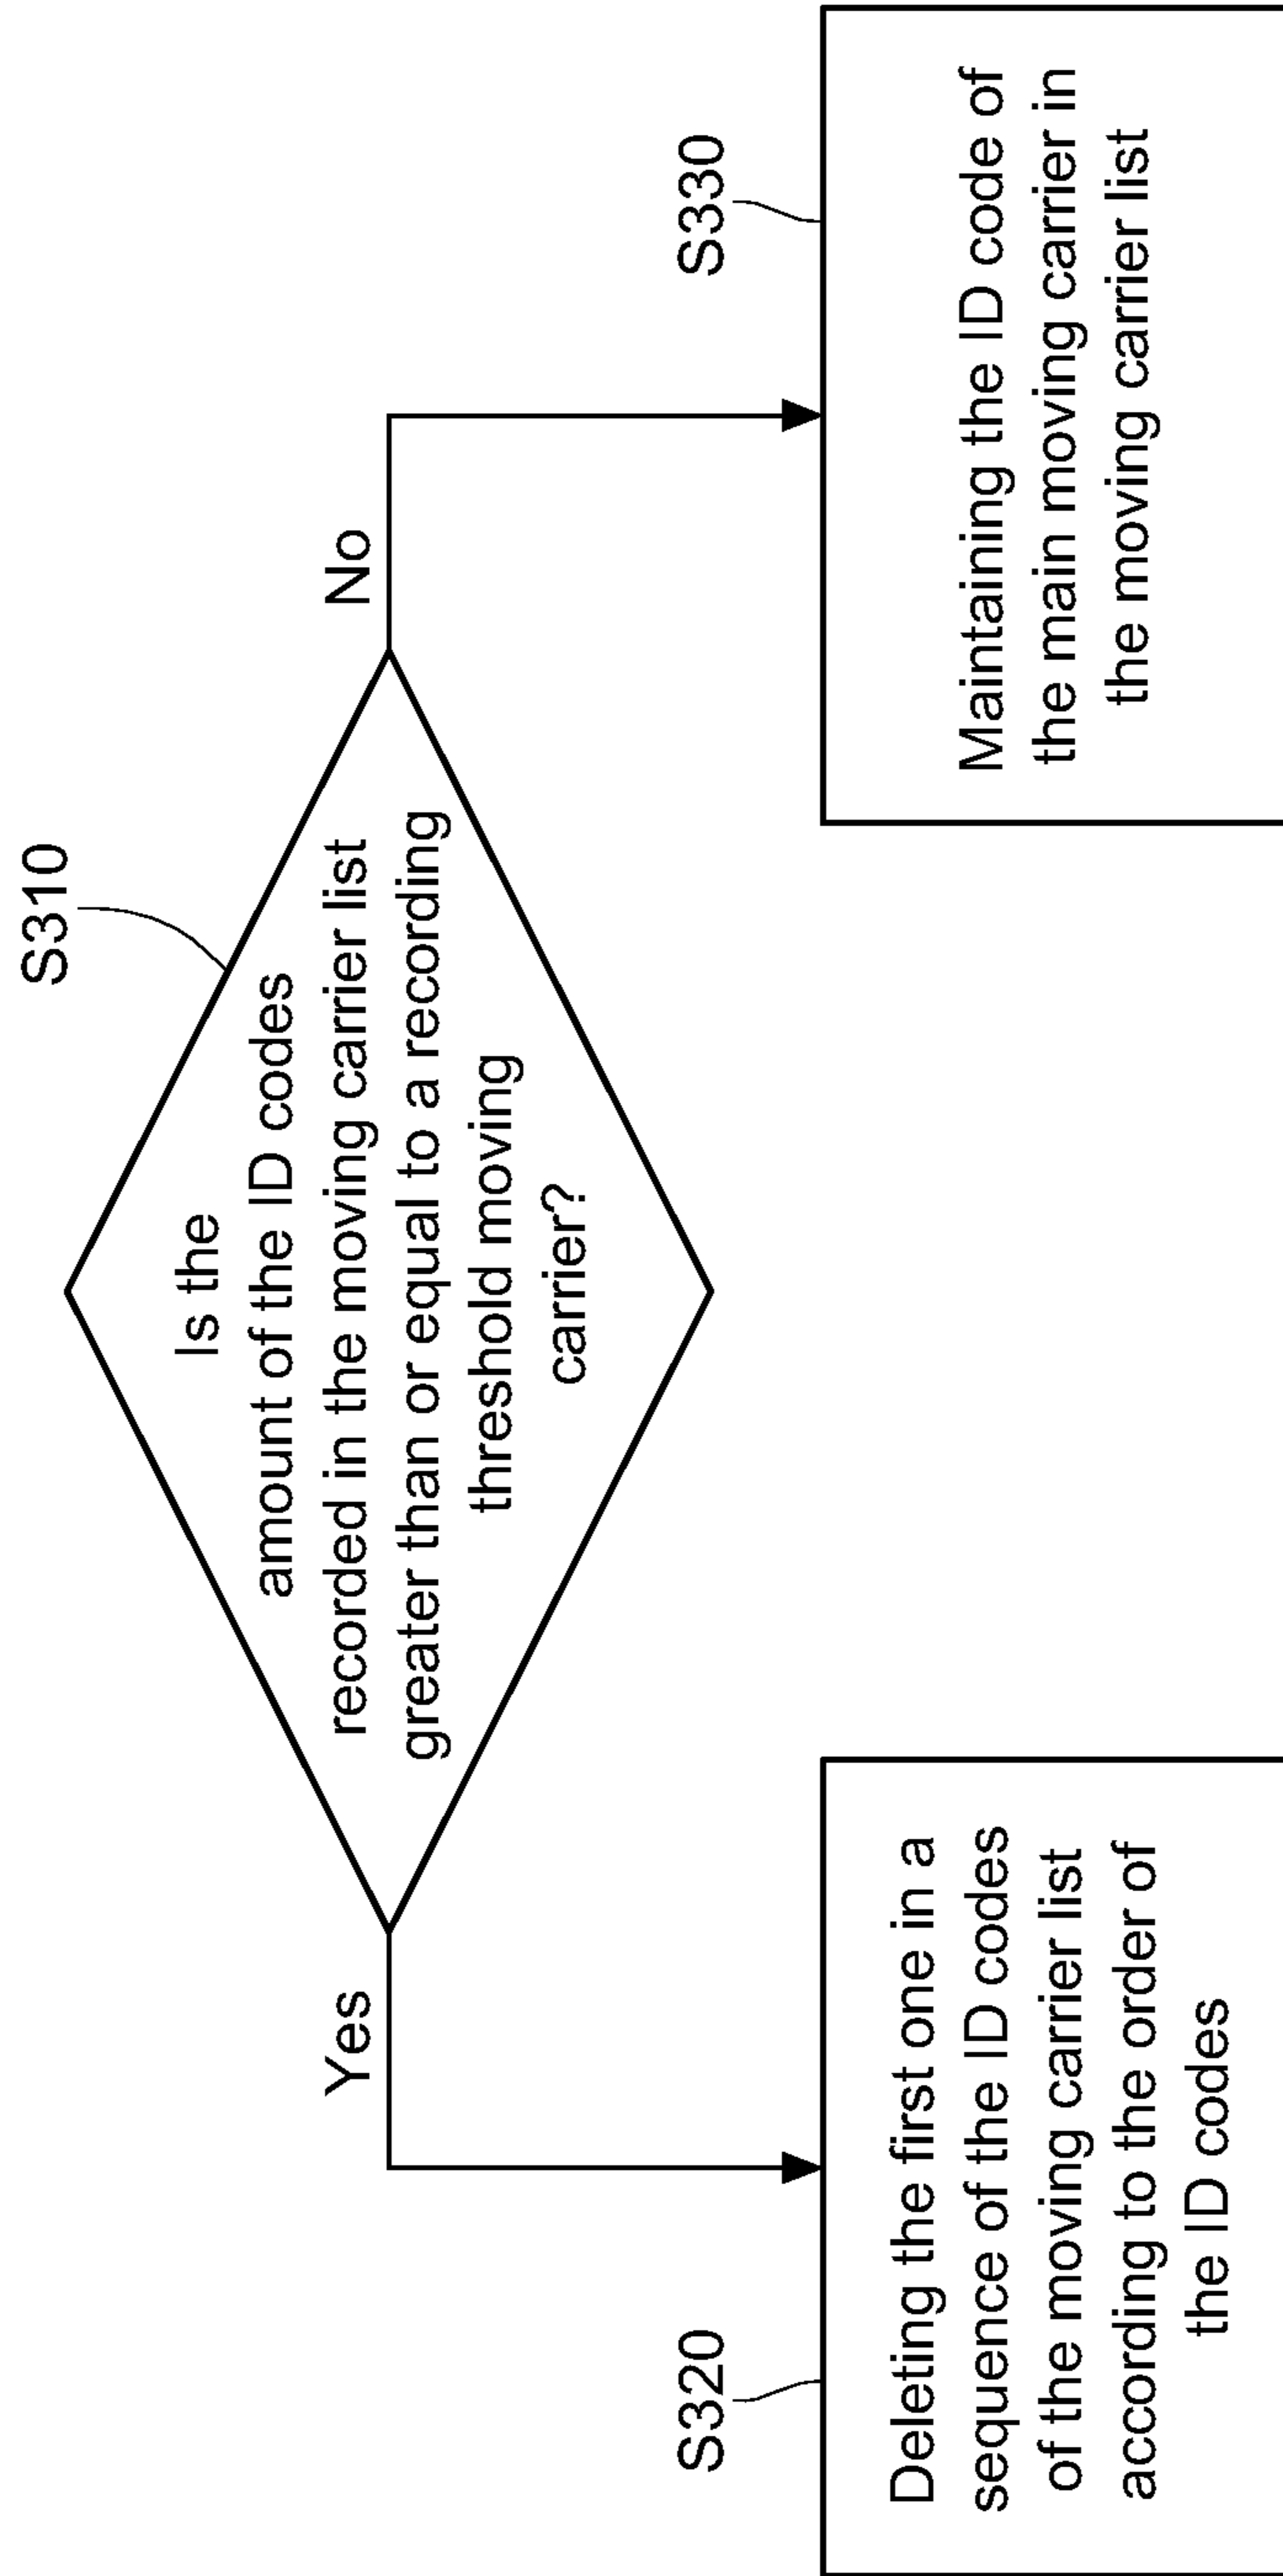 S310
Is the
amount of the ID codes
recorded in the moving carrier list
greater than or equal to a recording
threshold moving
carrier?
Yes
No
S320
Deleting the first one in a
sequence of the ID codes
of the moving carrier list
according to the order of
the ID codes
S330
Maintaining the ID code of
the main moving carrier in
the moving carrier list